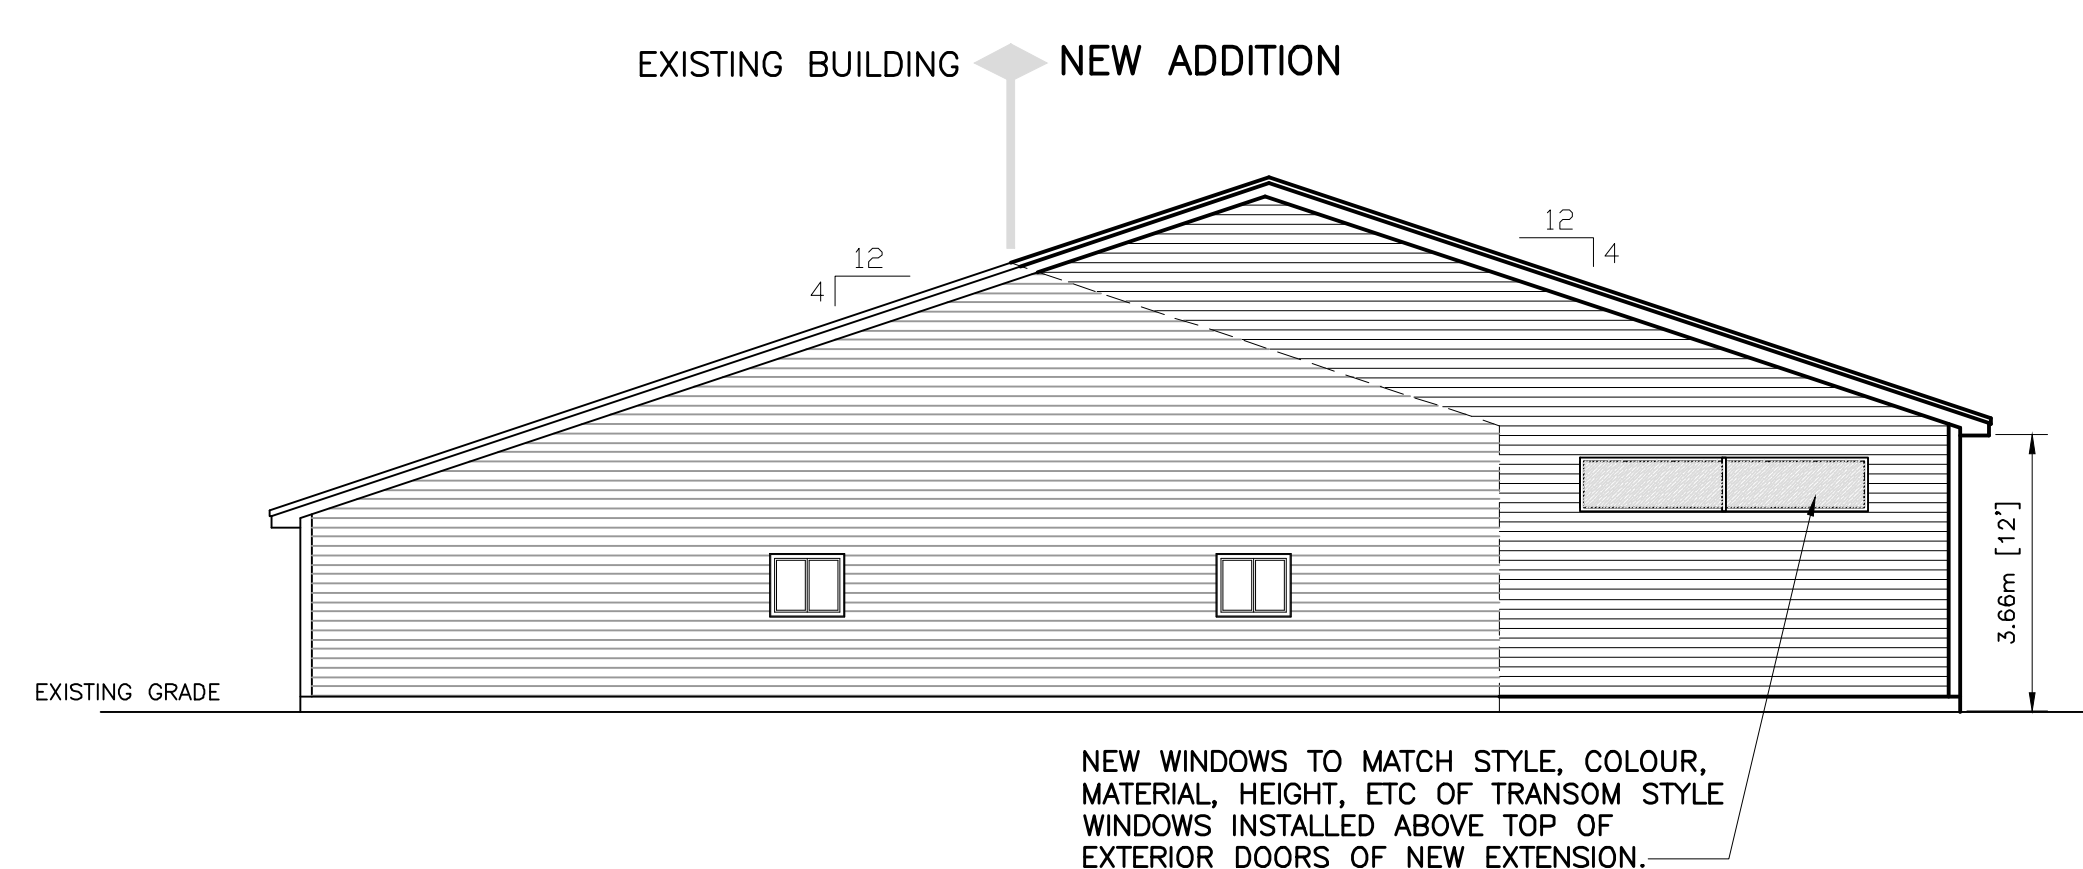 EXISTING BUILDING NEW ADDITION
12
4
12
4
3.66m [12']
EXISTING GRADE
NEW WINDOWS TO MATCH STYLE, COLOUR,
MATERIAL, HEIGHT, ETC OF TRANSOM STYLE
WINDOWS INSTALLED ABOVE TOP OF
EXTERIOR DOORS OF NEW EXTENSION.